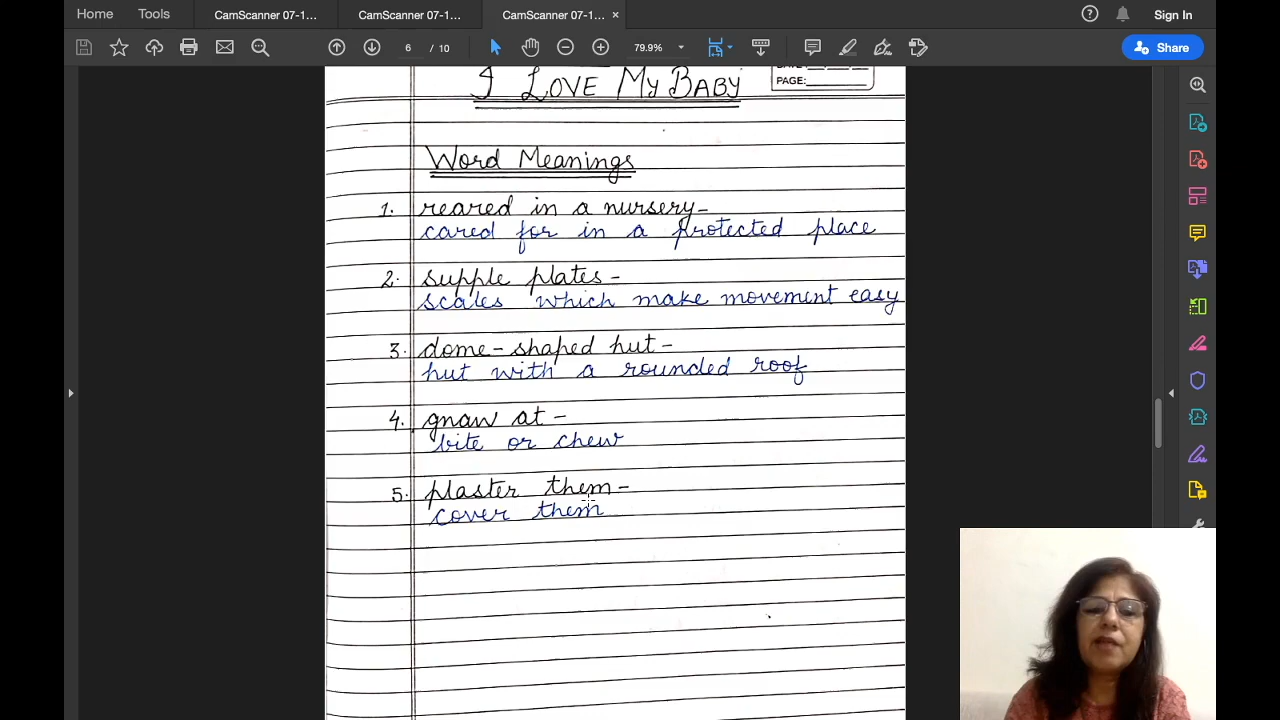 Home Tools CamScanner 07-1... CamScanner 07-1... CamScanner 07-1... × Sign In
6 / 10 79.9% Share
PAGE:
I LOVE MY BABY
Word Meanings
1. reared in a nursery-
cared for in a protected place
2. supple plates-
scales which make movement easy
3. dome-shaped hut-
hut with a rounded roof
4. gnaw at-
bite or chew
5. plaster them-
cover them